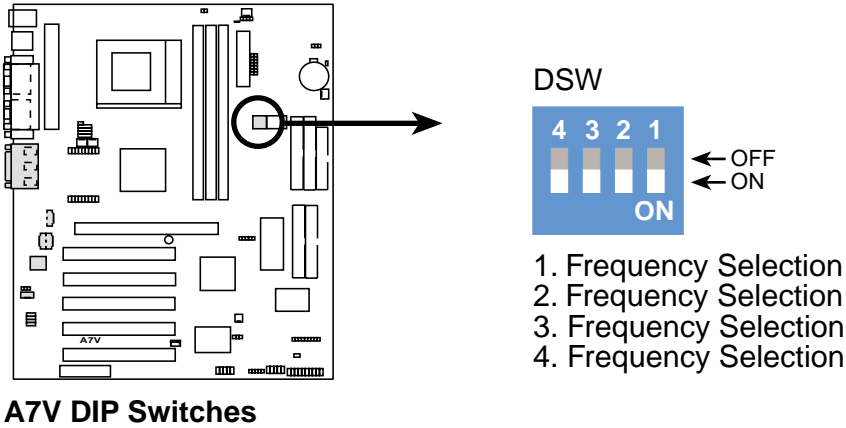 DSW
4 3 2 1
OFF
ON
ON
1. Frequency Selection
2. Frequency Selection
3. Frequency Selection
4. Frequency Selection
A7V
A7V DIP Switches